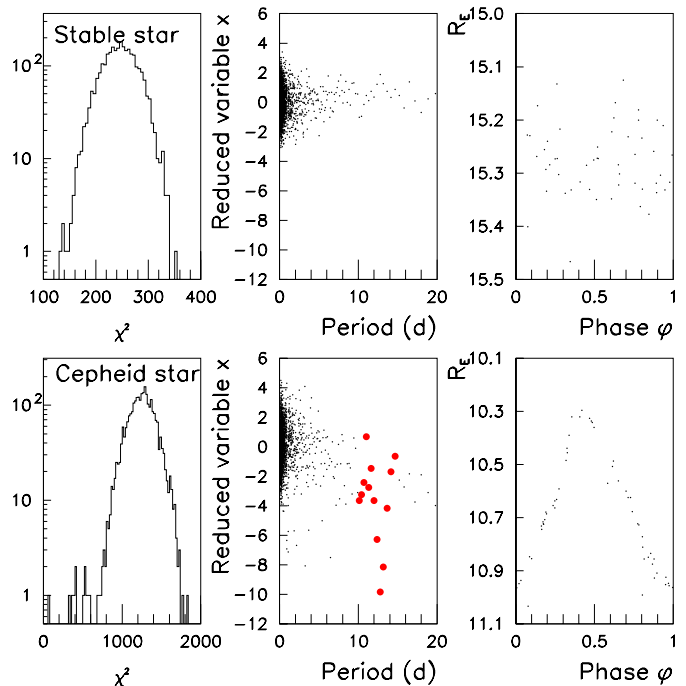 Stable star
10²
10
1
100 200 300 400
χ²
Reduced variable x
6
4
2
0
−2
−4
−6
−8
−10
−12
0 10 20
Period (d)
R_E
15.0
15.1
15.2
15.3
15.4
15.5
0 0.5 1
Phase φ
Cepheid star
10²
10
1
0 1000 2000
χ²
Reduced variable x
6
4
2
0
−2
−4
−6
−8
−10
−12
0 10 20
Period (d)
R_E
10.1
10.3
10.5
10.7
10.9
11.1
0 0.5 1
Phase φ